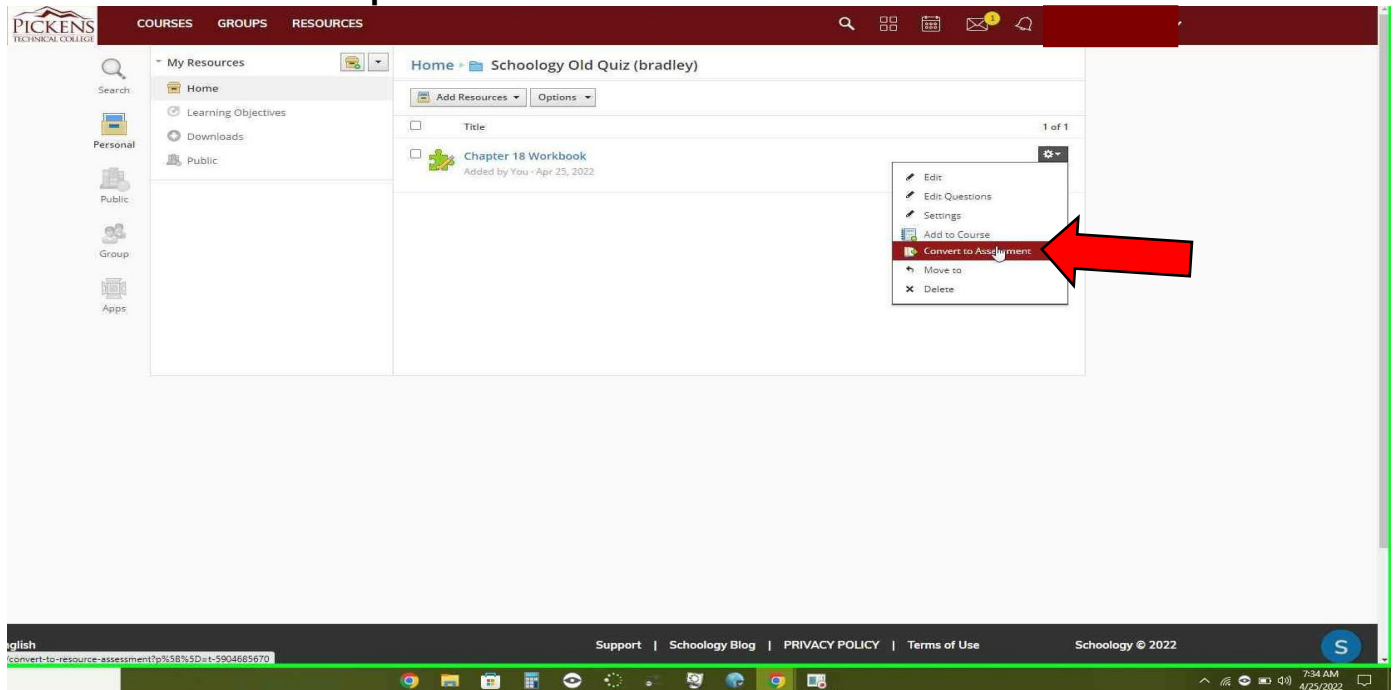 PICKENS
TECHNICAL COLLEGE
COURSES GROUPS RESOURCES
1
Search
Personal
Public
Group
Apps
My Resources
Home
Learning Objectives
Downloads
Public
Home Schoology Old Quiz (bradley)
Add Resources Options
Title 1 of 1
Chapter 18 Workbook
Added by You · Apr 25, 2022
Edit
Edit Questions
Settings
Add to Course
Convert to Assessment
Move to
Delete
nglish Support | Schoology Blog | PRIVACY POLICY | Terms of Use Schoology © 2022
S
/convert-to-resource-assessment?p%5B%5D=t-5904685670
7:34 AM
4/25/2022